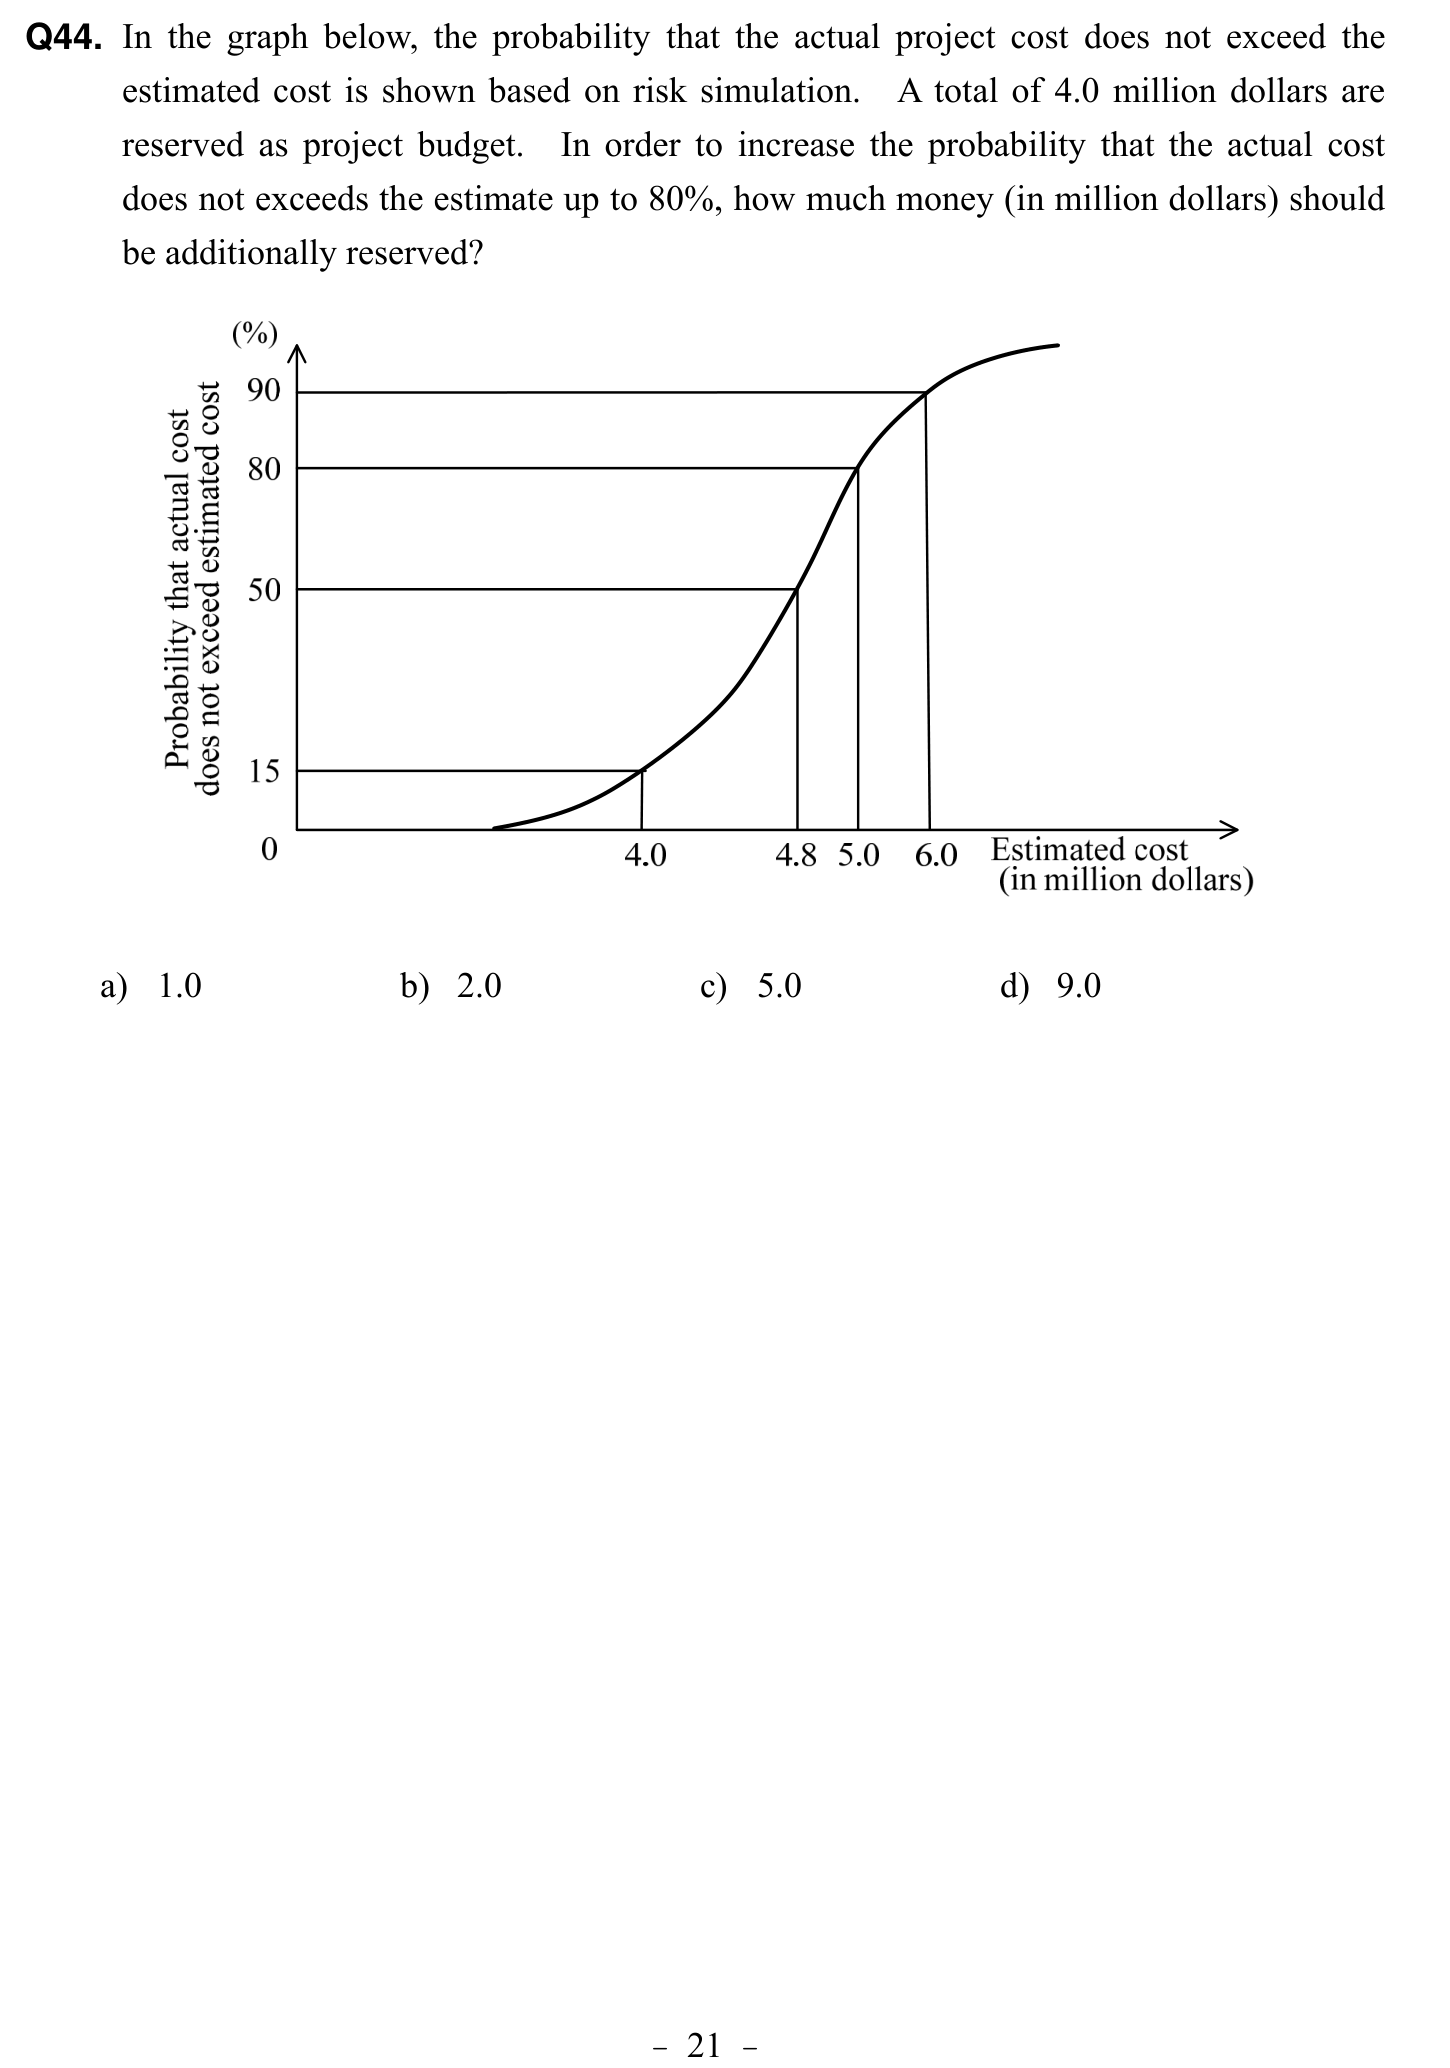 Q44. In the graph below, the probability that the actual project cost does not exceed the
estimated cost is shown based on risk simulation. A total of 4.0 million dollars are
reserved as project budget. In order to increase the probability that the actual cost
does not exceeds the estimate up to 80%, how much money (in million dollars) should
be additionally reserved?
(%)
90
80
50
15
0
Probability that actual cost
does not exceed estimated cost
4.0 4.8 5.0 6.0 Estimated cost
(in million dollars)
a) 1.0 b) 2.0 c) 5.0 d) 9.0
– 21 –